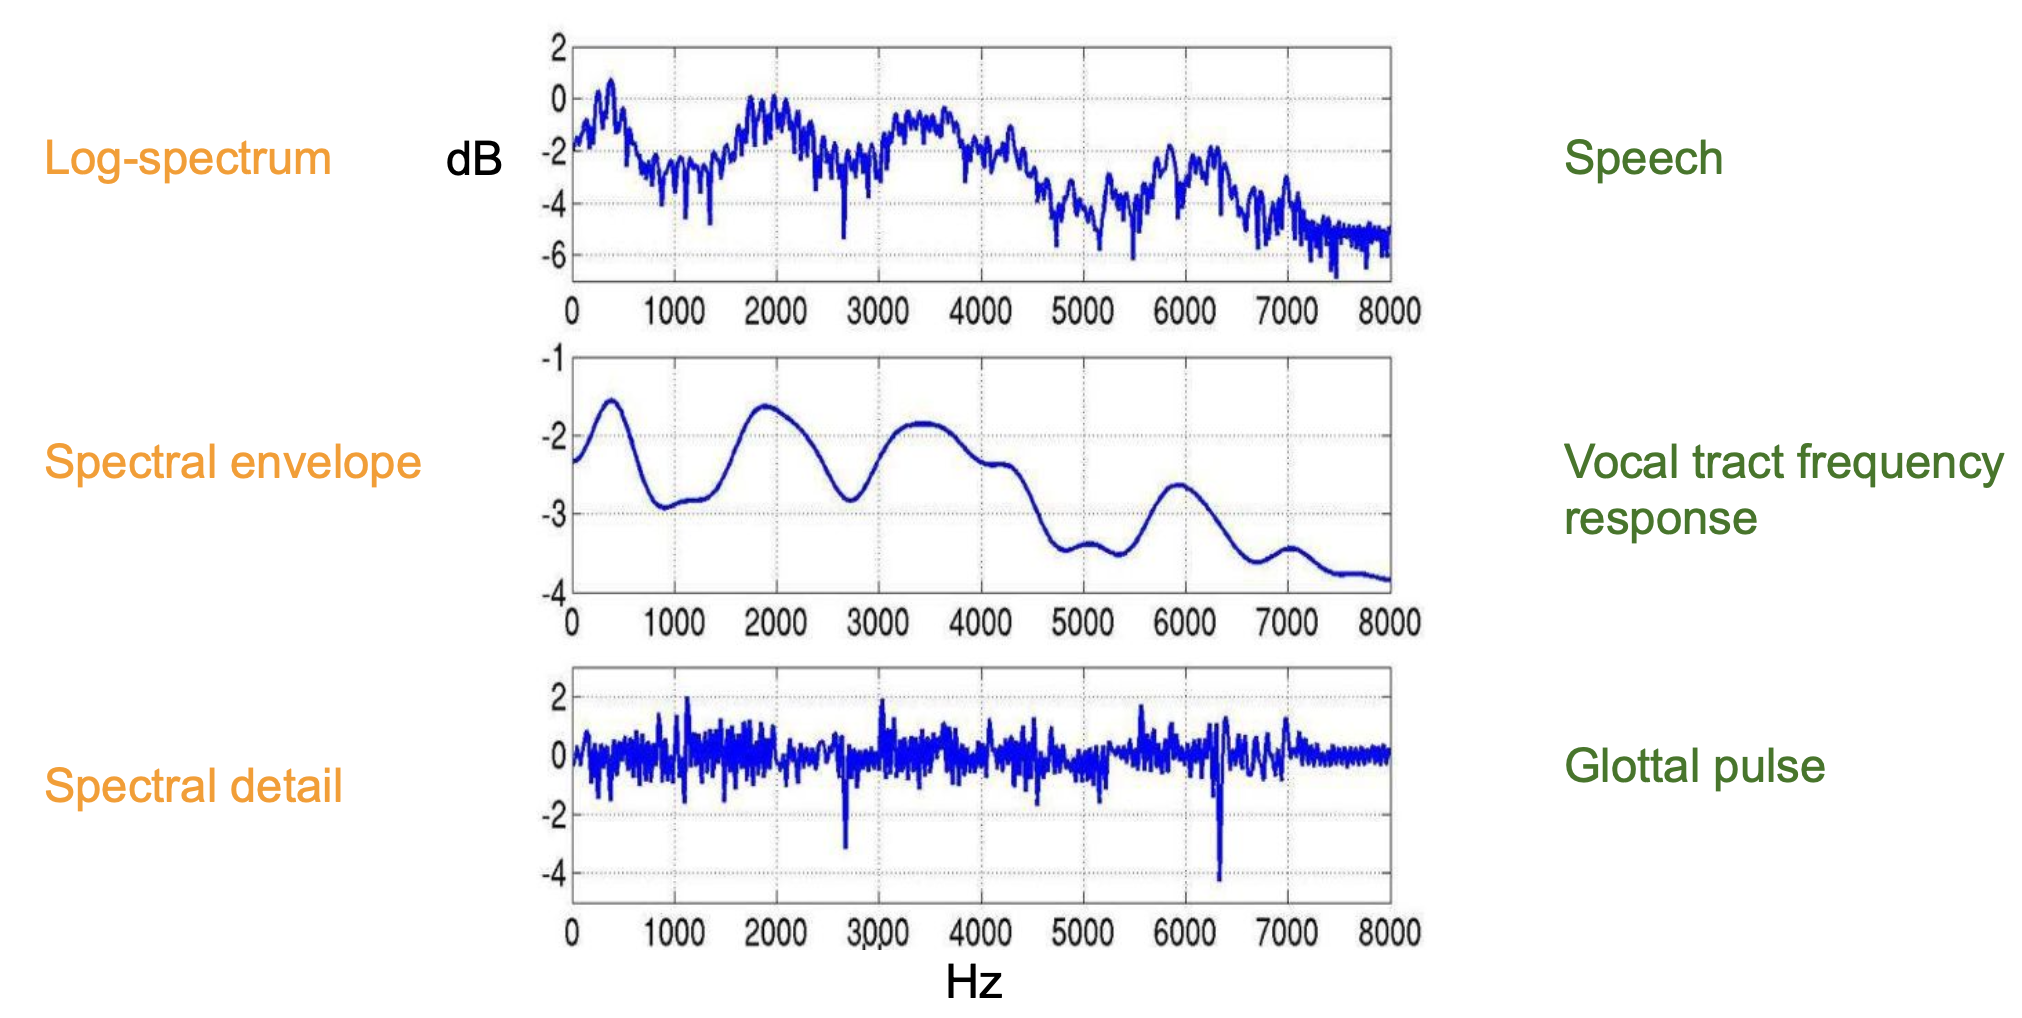 2
0
-2
-4
-6
Log-spectrum
dB
Speech
0 1000 2000 3000 4000 5000 6000 7000 8000
-1
-2
-3
-4
Spectral envelope
Vocal tract frequency
response
0 1000 2000 3000 4000 5000 6000 7000 8000
2
0
-2
-4
Spectral detail
Glottal pulse
0 1000 2000 3000 4000 5000 6000 7000 8000
Hz